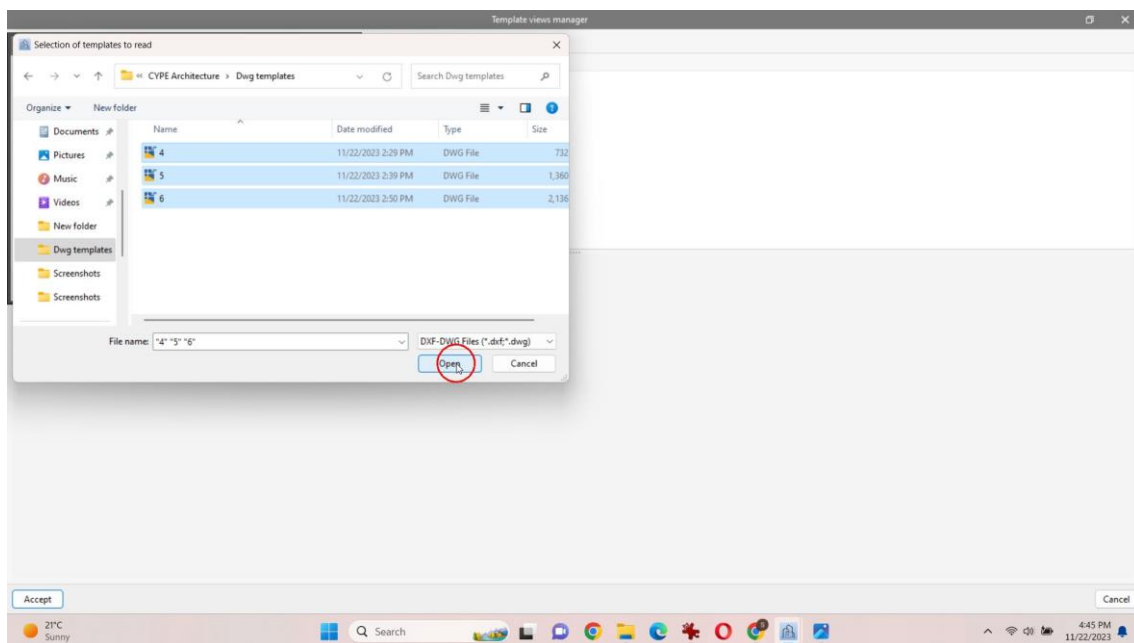 Template views manager
Selection of templates to read
« CYPE Architecture › Dwg templates
Search Dwg templates
Organize
New folder
Name
Date modified
Type
Size
Documents
4
11/22/2023 2:29 PM
DWG File
732
Pictures
5
11/22/2023 2:39 PM
DWG File
1,360
Music
6
11/22/2023 2:50 PM
DWG File
2,136
Videos
New folder
Dwg templates
Screenshots
Screenshots
File name:
"4" "5" "6"
DXF-DWG Files (*.dxf;*.dwg)
Open
Cancel
Accept
Cancel
21°C
Sunny
Search
4:45 PM
11/22/2023